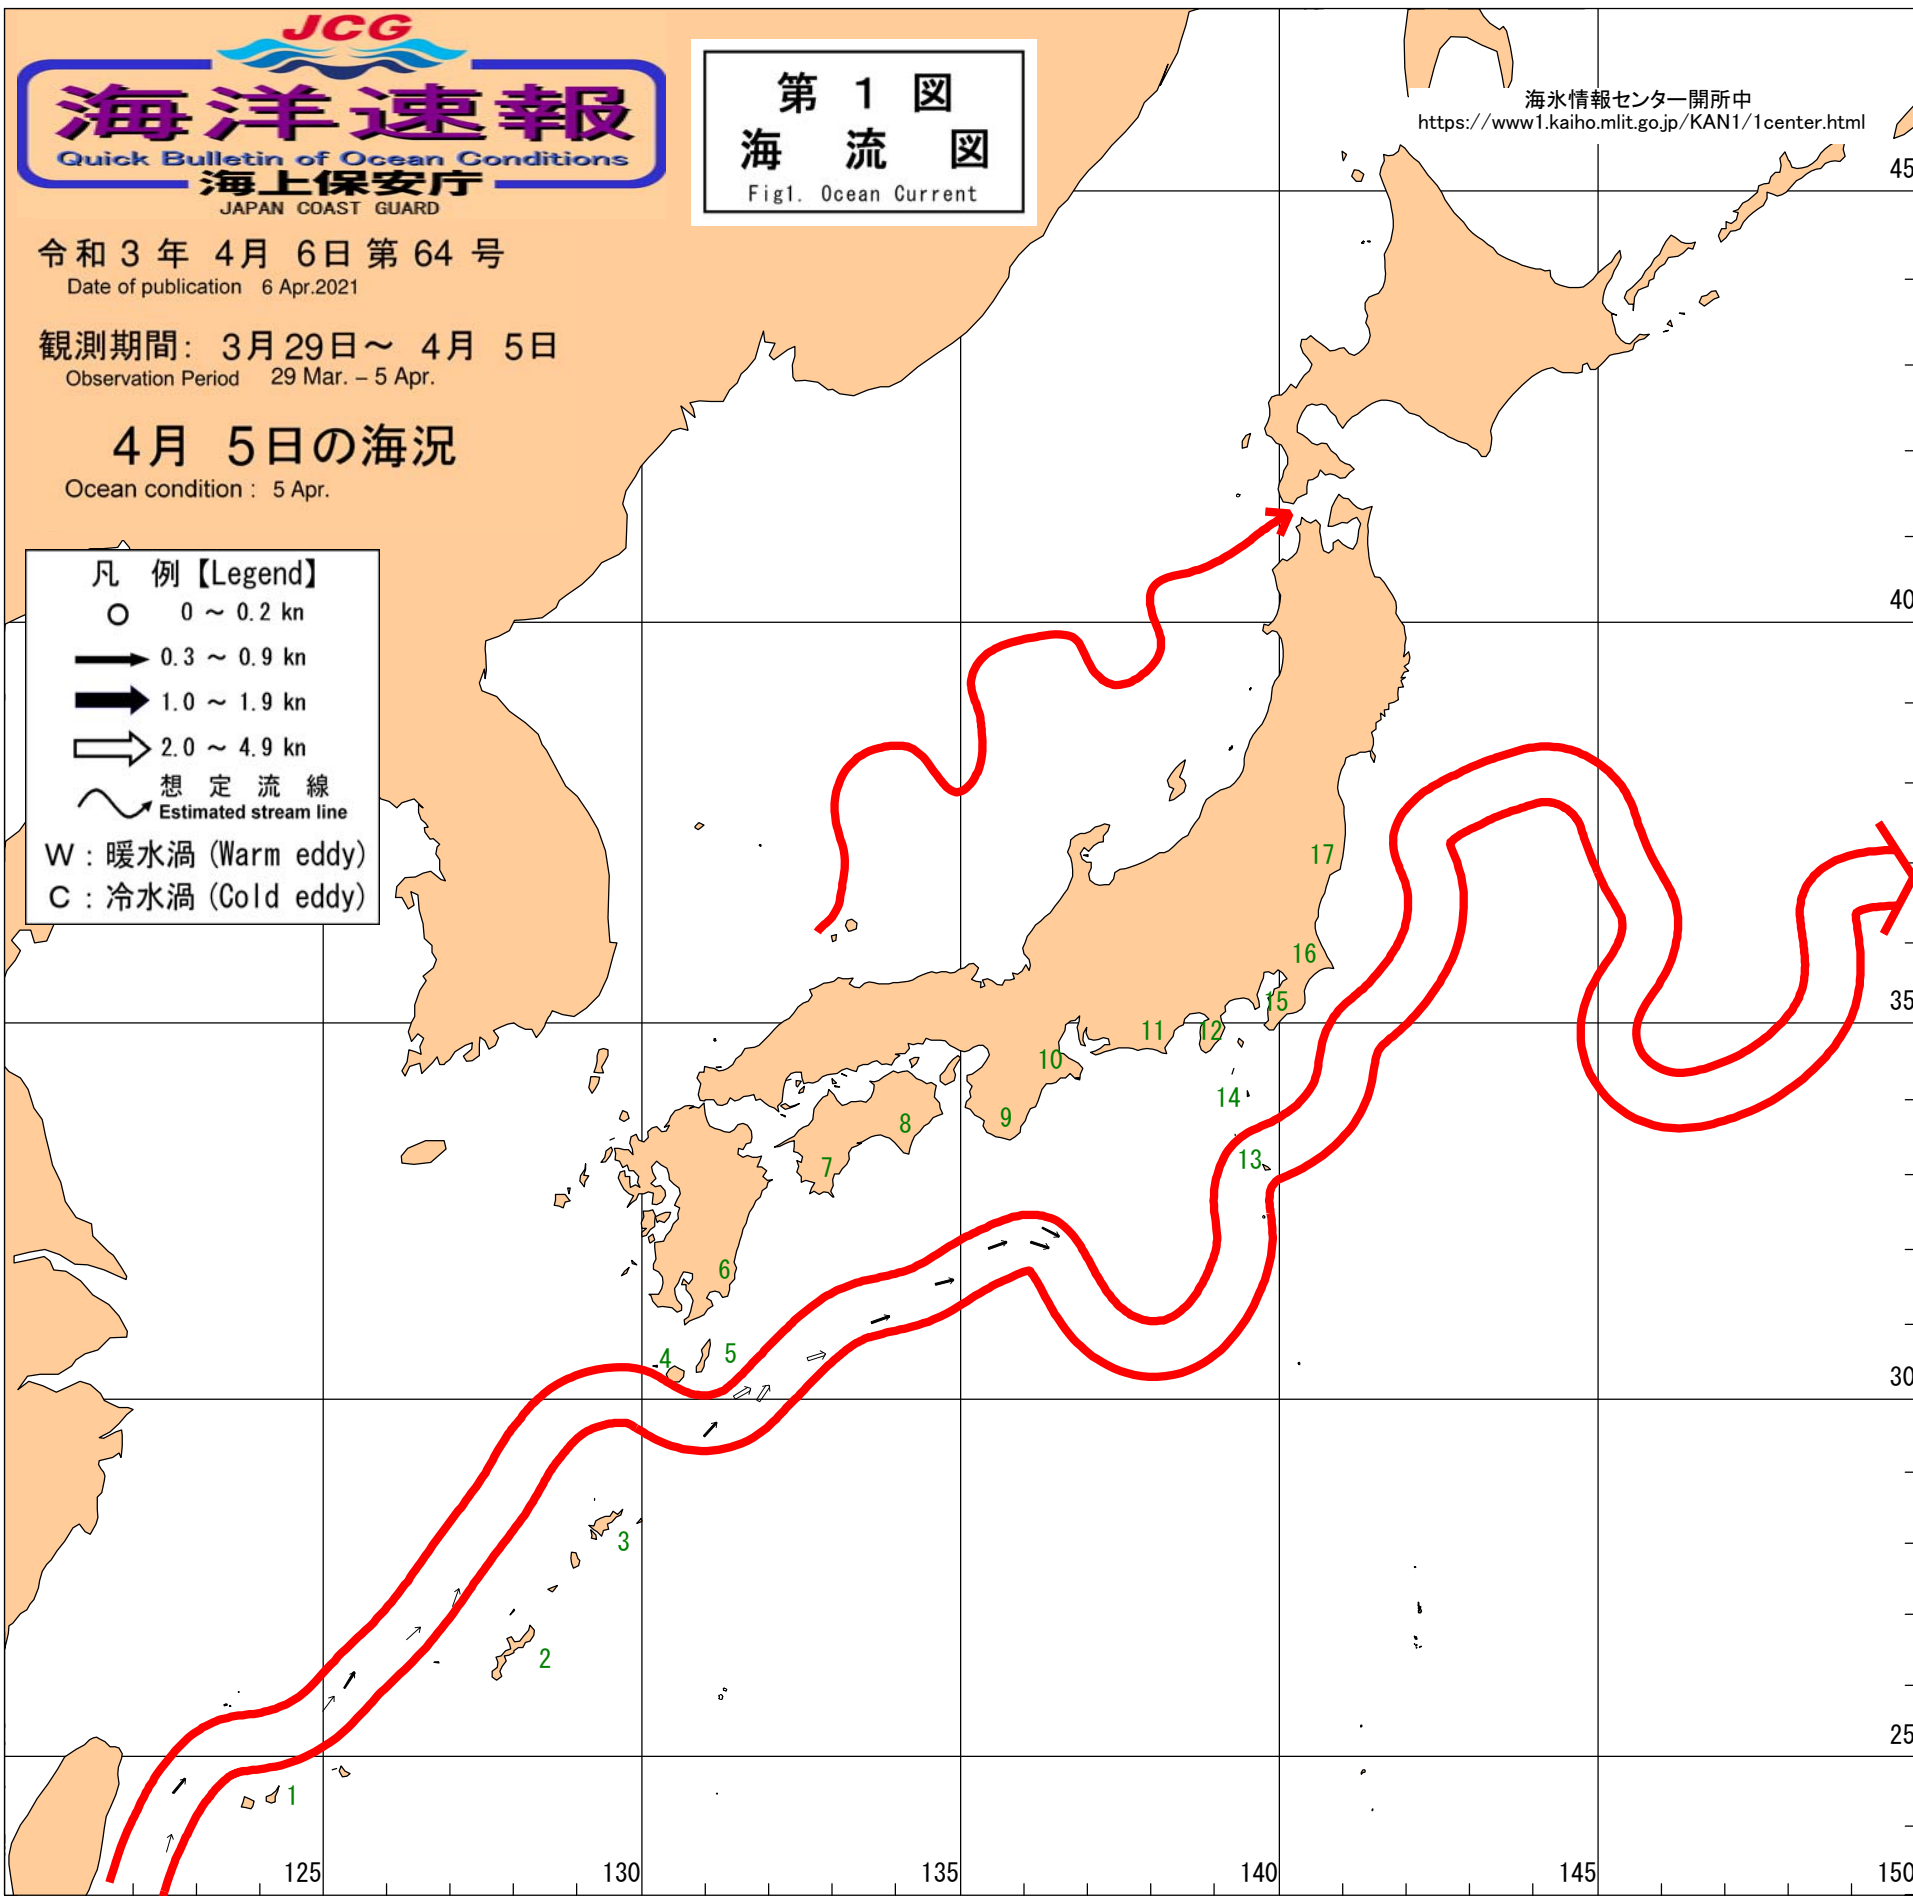 JCG
海洋速報
Quick Bulletin of Ocean Conditions
海上保安庁
JAPAN COAST GUARD
第 1 図
海 流 図
Fig1. Ocean Current
海氷情報センター開所中
https://www1.kaiho.mlit.go.jp/KAN1/1center.html
令和 3 年 4月 6日 第 64 号
Date of publication 6 Apr.2021
観測期間: 3月 29日～ 4月 5日
Observation Period 29 Mar. – 5 Apr.
4月 5日の海況
Ocean condition : 5 Apr.
凡 例【Legend】
0 ～ 0.2 kn
0.3 ～ 0.9 kn
1.0 ～ 1.9 kn
2.0 ～ 4.9 kn
想 定 流 線
Estimated stream line
W : 暖水渦 (Warm eddy)
C : 冷水渦 (Cold eddy)
45
40
35
30
25
17
16
15
11
12
10
14
9
8
13
7
6
5
4
3
2
1
125
130
135
140
145
150